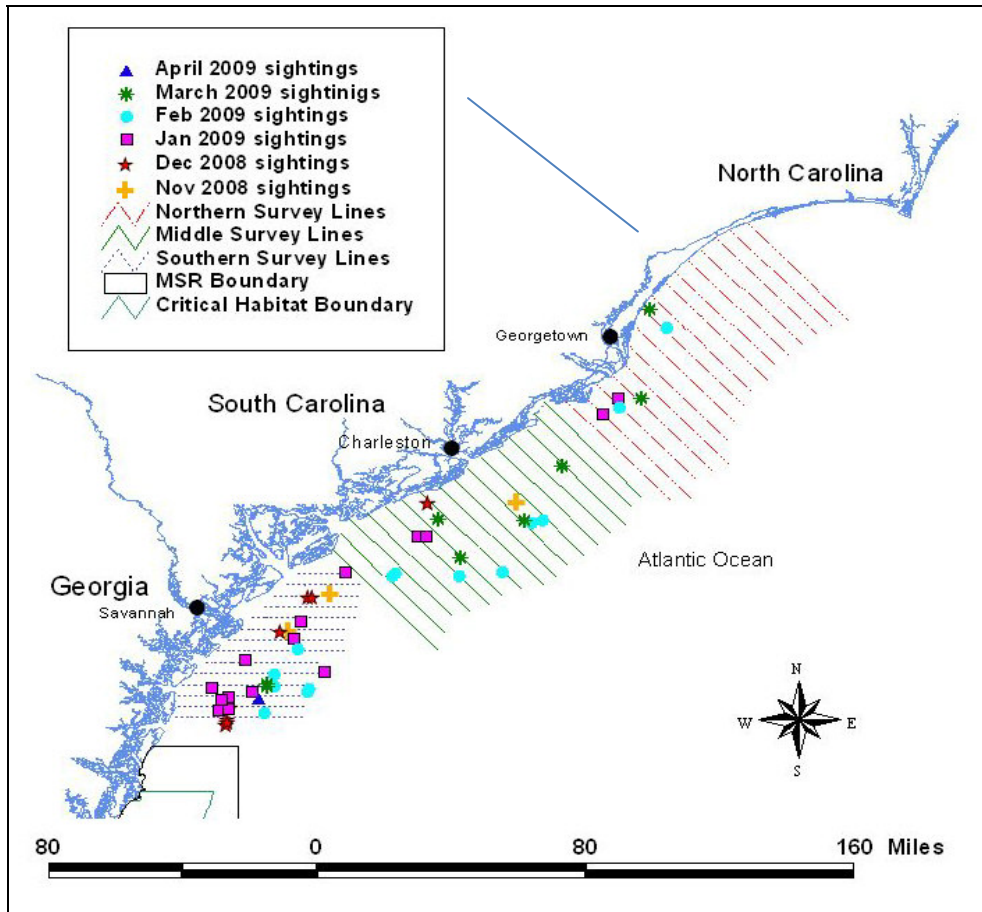 April 2009 sightings
March 2009 sightinigs
Feb 2009 sightings
Jan 2009 sightings
Dec 2008 sightings
Nov 2008 sightings
Northern Survey Lines
Middle Survey Lines
Southern Survey Lines
MSR Boundary
Critical Habitat Boundary
North Carolina
Georgetown
South Carolina
Charleston
Atlantic Ocean
Georgia
Savannah
N
W E
S
80 0 80 160 Miles